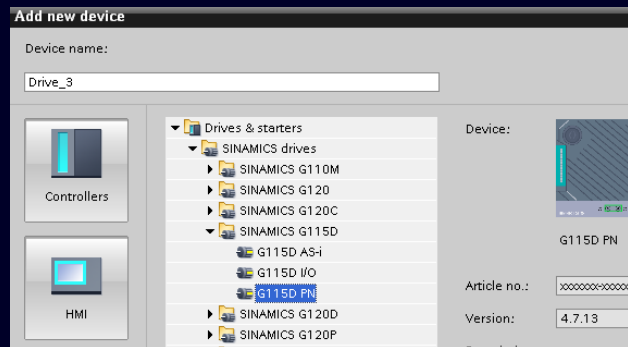 Add new device
Device name:
Drive_3
Controllers
HMI
Drives & starters
SINAMICS drives
SINAMICS G110M
SINAMICS G120
SINAMICS G120C
SINAMICS G115D
G115D AS-i
G115D I/O
G115D PN
SINAMICS G120D
SINAMICS G120P
Device:
G115D PN
Article no.:
Version:
4.7.13